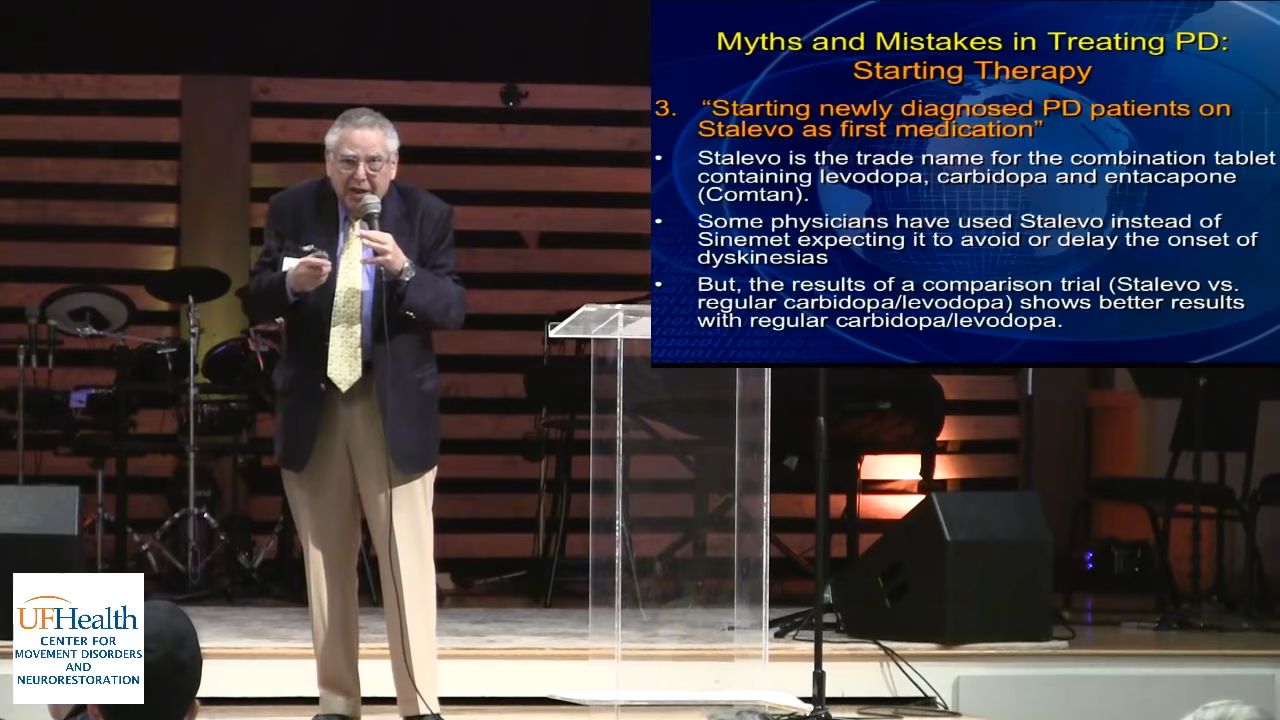 Myths and Mistakes in Treating PD:
Starting Therapy
3. “Starting newly diagnosed PD patients on
Stalevo as first medication”
• Stalevo is the trade name for the combination tablet
containing levodopa, carbidopa and entacapone
(Comtan).
• Some physicians have used Stalevo instead of
Sinemet expecting it to avoid or delay the onset of
dyskinesias
• But, the results of a comparison trial (Stalevo vs.
regular carbidopa/levodopa) shows better results
with regular carbidopa/levodopa.
UFHealth
CENTER FOR
MOVEMENT DISORDERS
AND
NEURORESTORATION